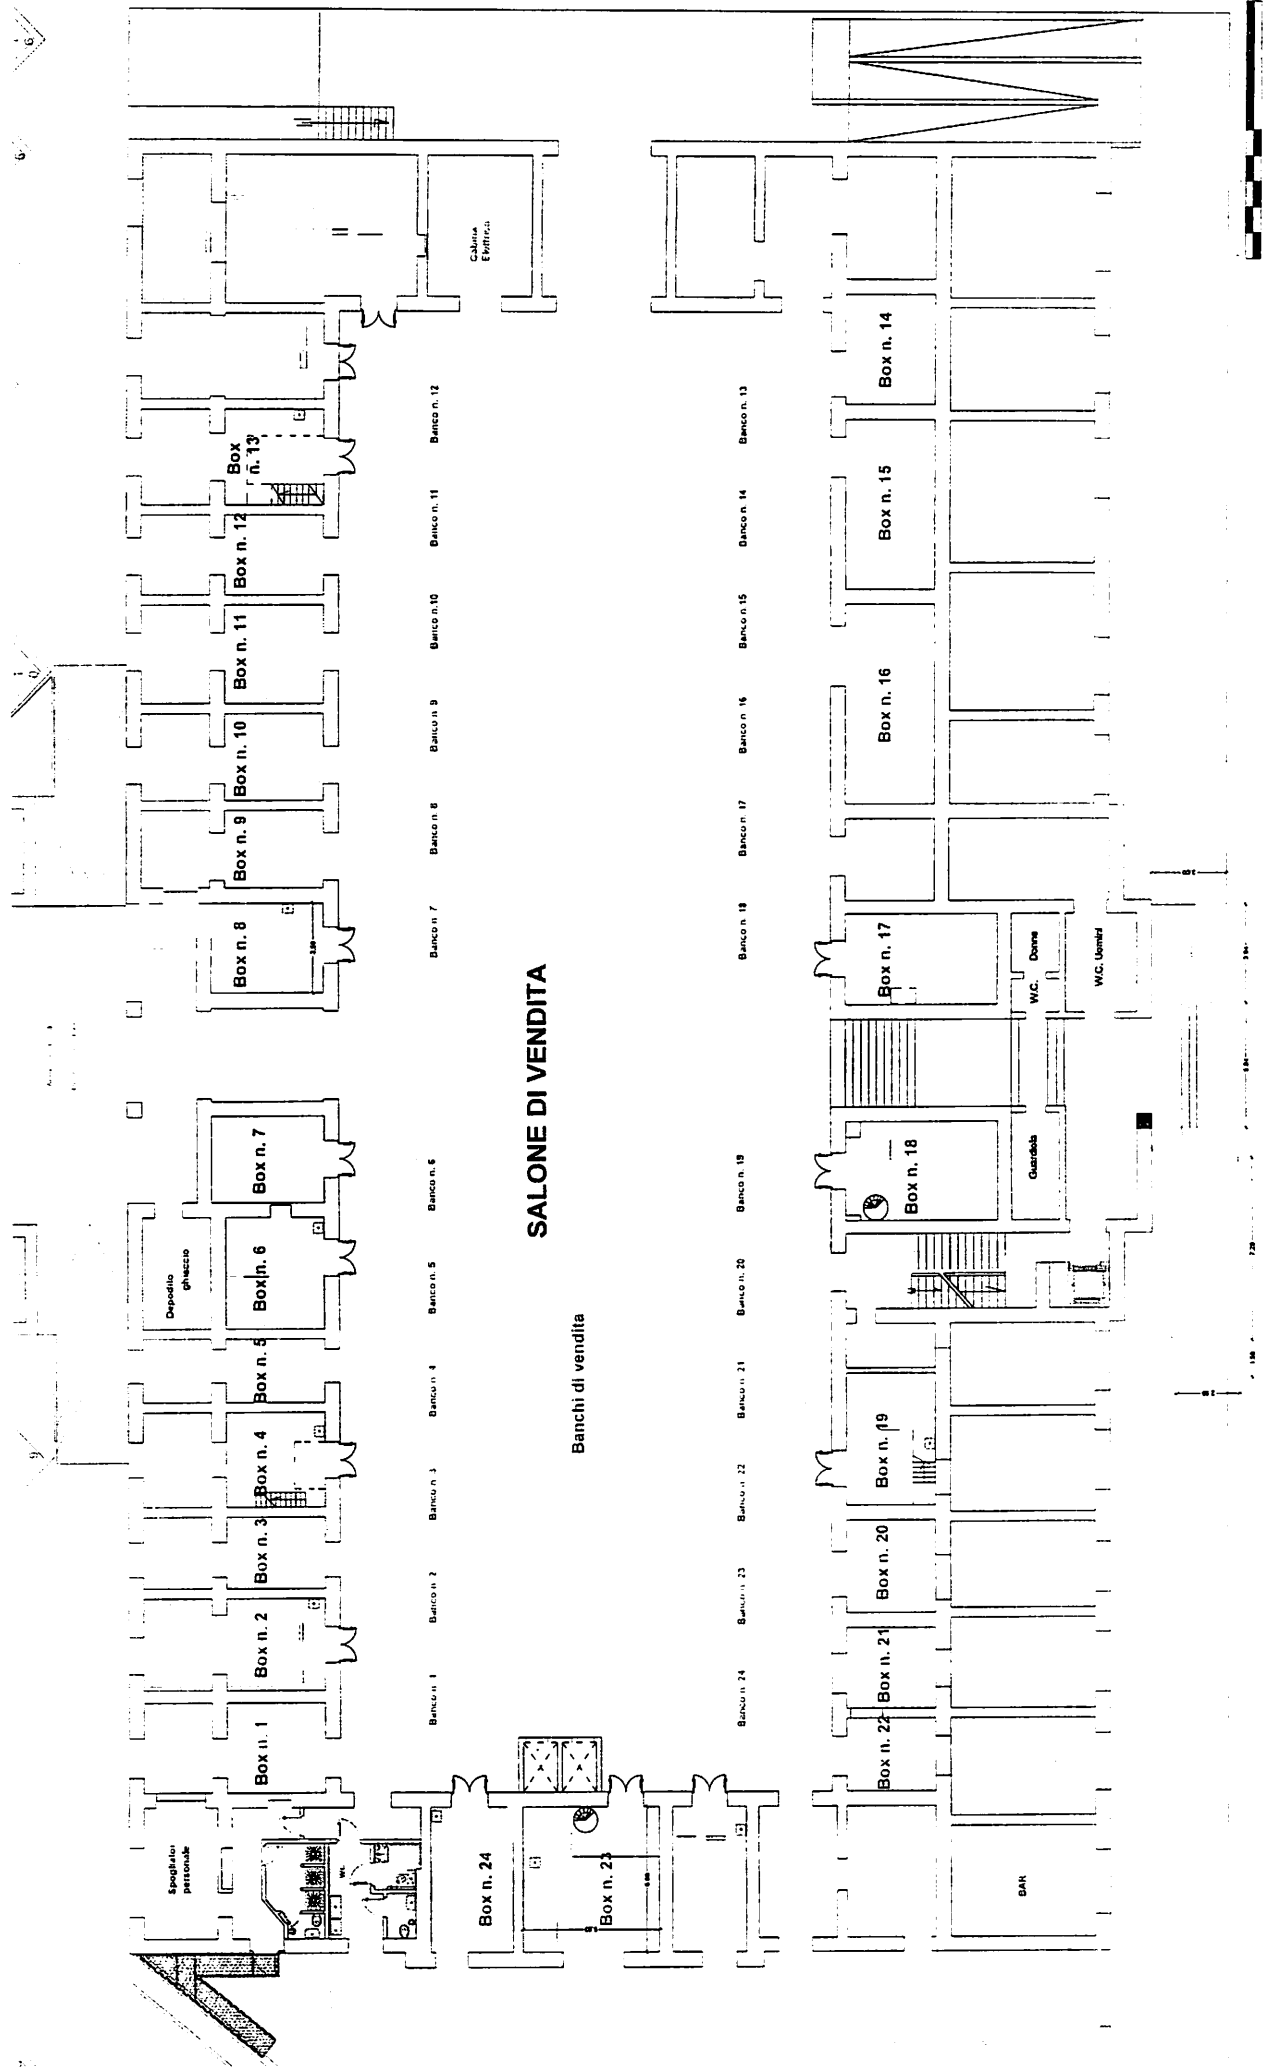 Cabina
Elettrica
Box
n. 13
Box n. 12
Box n. 11
Box n. 10
Box n. 9
Box n. 8
Box n. 7
Box n. 6
Box n. 5
Box n. 4
Box n. 3
Box n. 2
Box n. 1
Depodito
ghiaccio
Spogliatoi
personale
Banco n. 12
Banco n. 11
Banco n.10
Banco n 9
Banco n. 8
Banco n 7
Banco n. 6
Banco n. 5
Banco n. 4
Banco n. 3
Banco n 2
Banco n. 1
SALONE DI VENDITA
Banchi di vendita
Banco n. 13
Banco n. 14
Banco n.15
Banco n 16
Banco n. 17
Banco n. 18
Banco n. 19
Banco n. 20
Banco n. 21
Banco n. 22
Banco n. 23
Banco n. 24
Box n. 14
Box n. 15
Box n. 16
Box n. 17
Box n. 18
Box n. 19
Box n. 20
Box n. 21
Box n. 22
Box n. 23
Box n. 24
W.C. Donne
W.C. Uomini
Guardiola
BAR